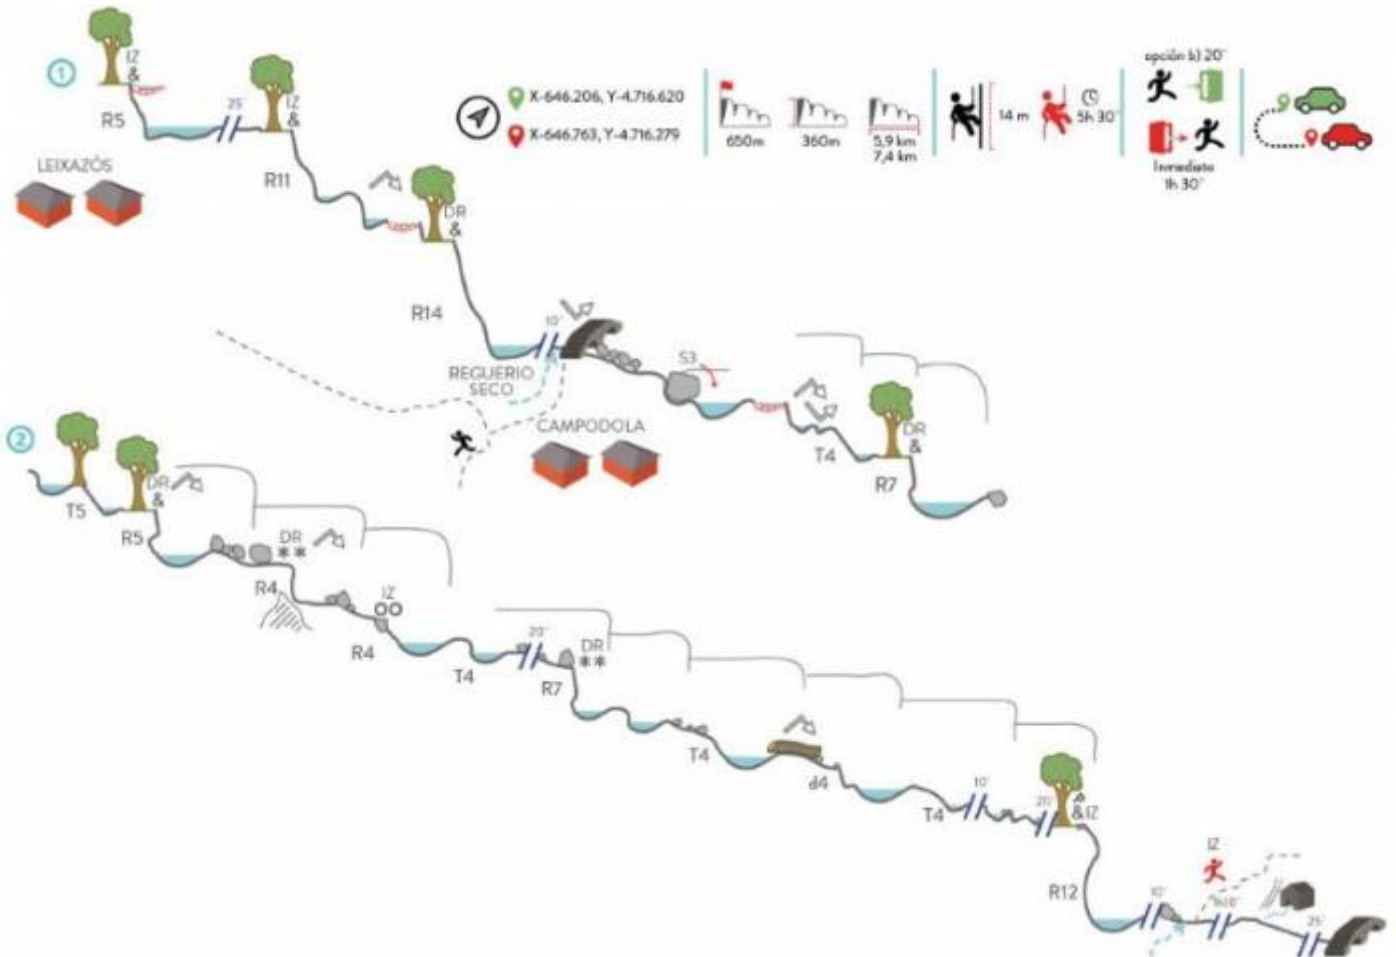 1
IZ
&
R5
25'
IZ
&
R11
LEIXAZÓS
X-646.206, Y-4.716.620
X-646.763, Y-4.716.279
650m
360m
5,9 km
7,4 km
14 m
5h 30'
opción b) 20'
Inmediato
1h 30'
DR
&
R14
10'
REGUERIO
SECO
CAMPODOLA
S3
T4
DR
&
R7
2
T5
DR
&
R5
DR
**
R4
IZ
R4
T4
20'
DR
**
R7
T4
d4
T4
10'
20'
& IZ
R12
10'
IZ
25'